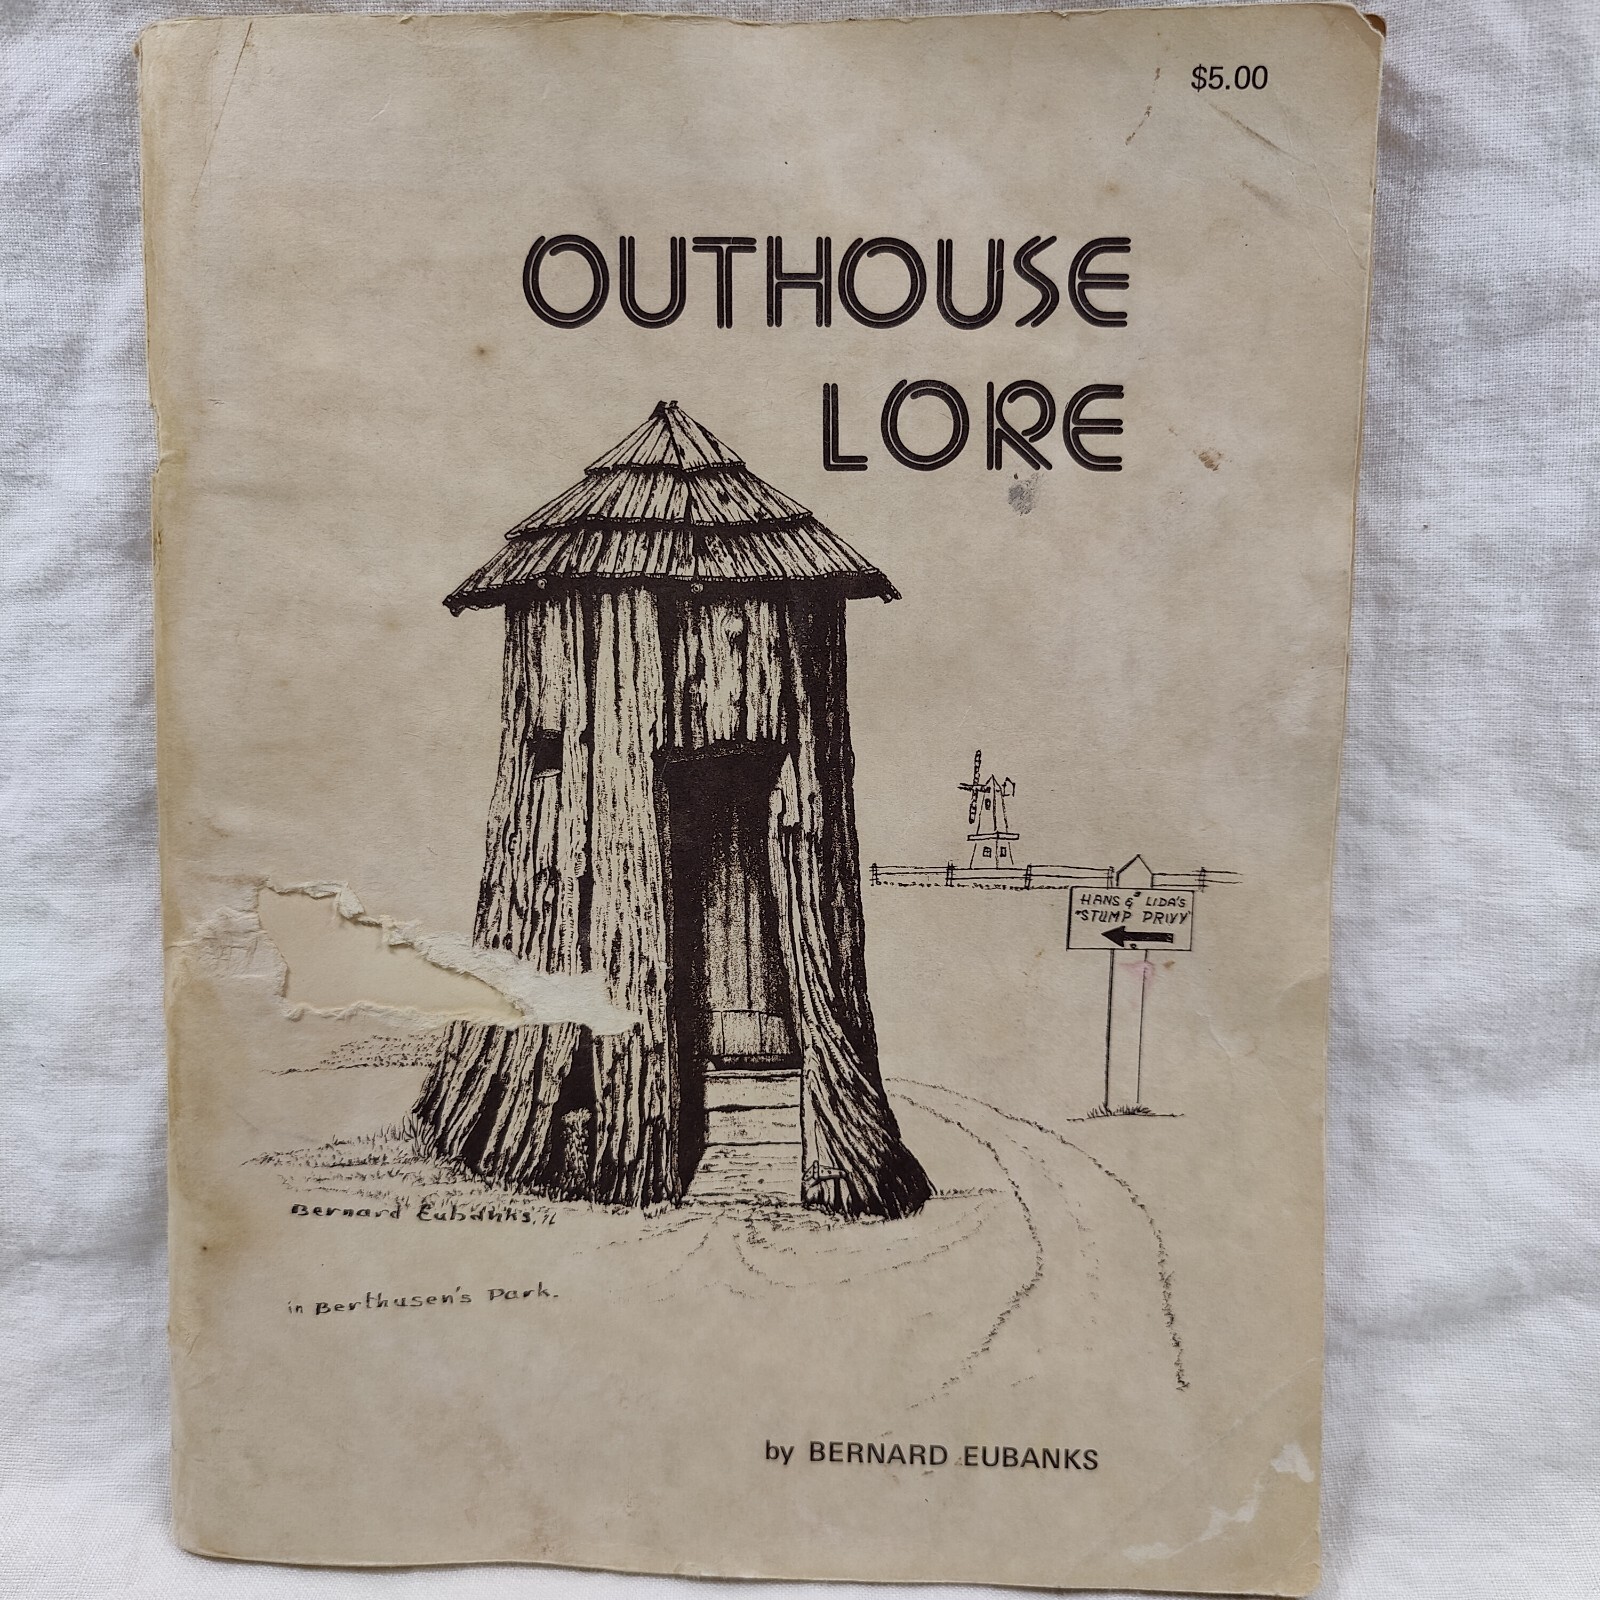 $5.00
OUTHOUSE
LORE
HANS & LIDA'S
"STUMP PRIVY"
Bernard Eubanks,
in Berthusen's Park.
by BERNARD EUBANKS